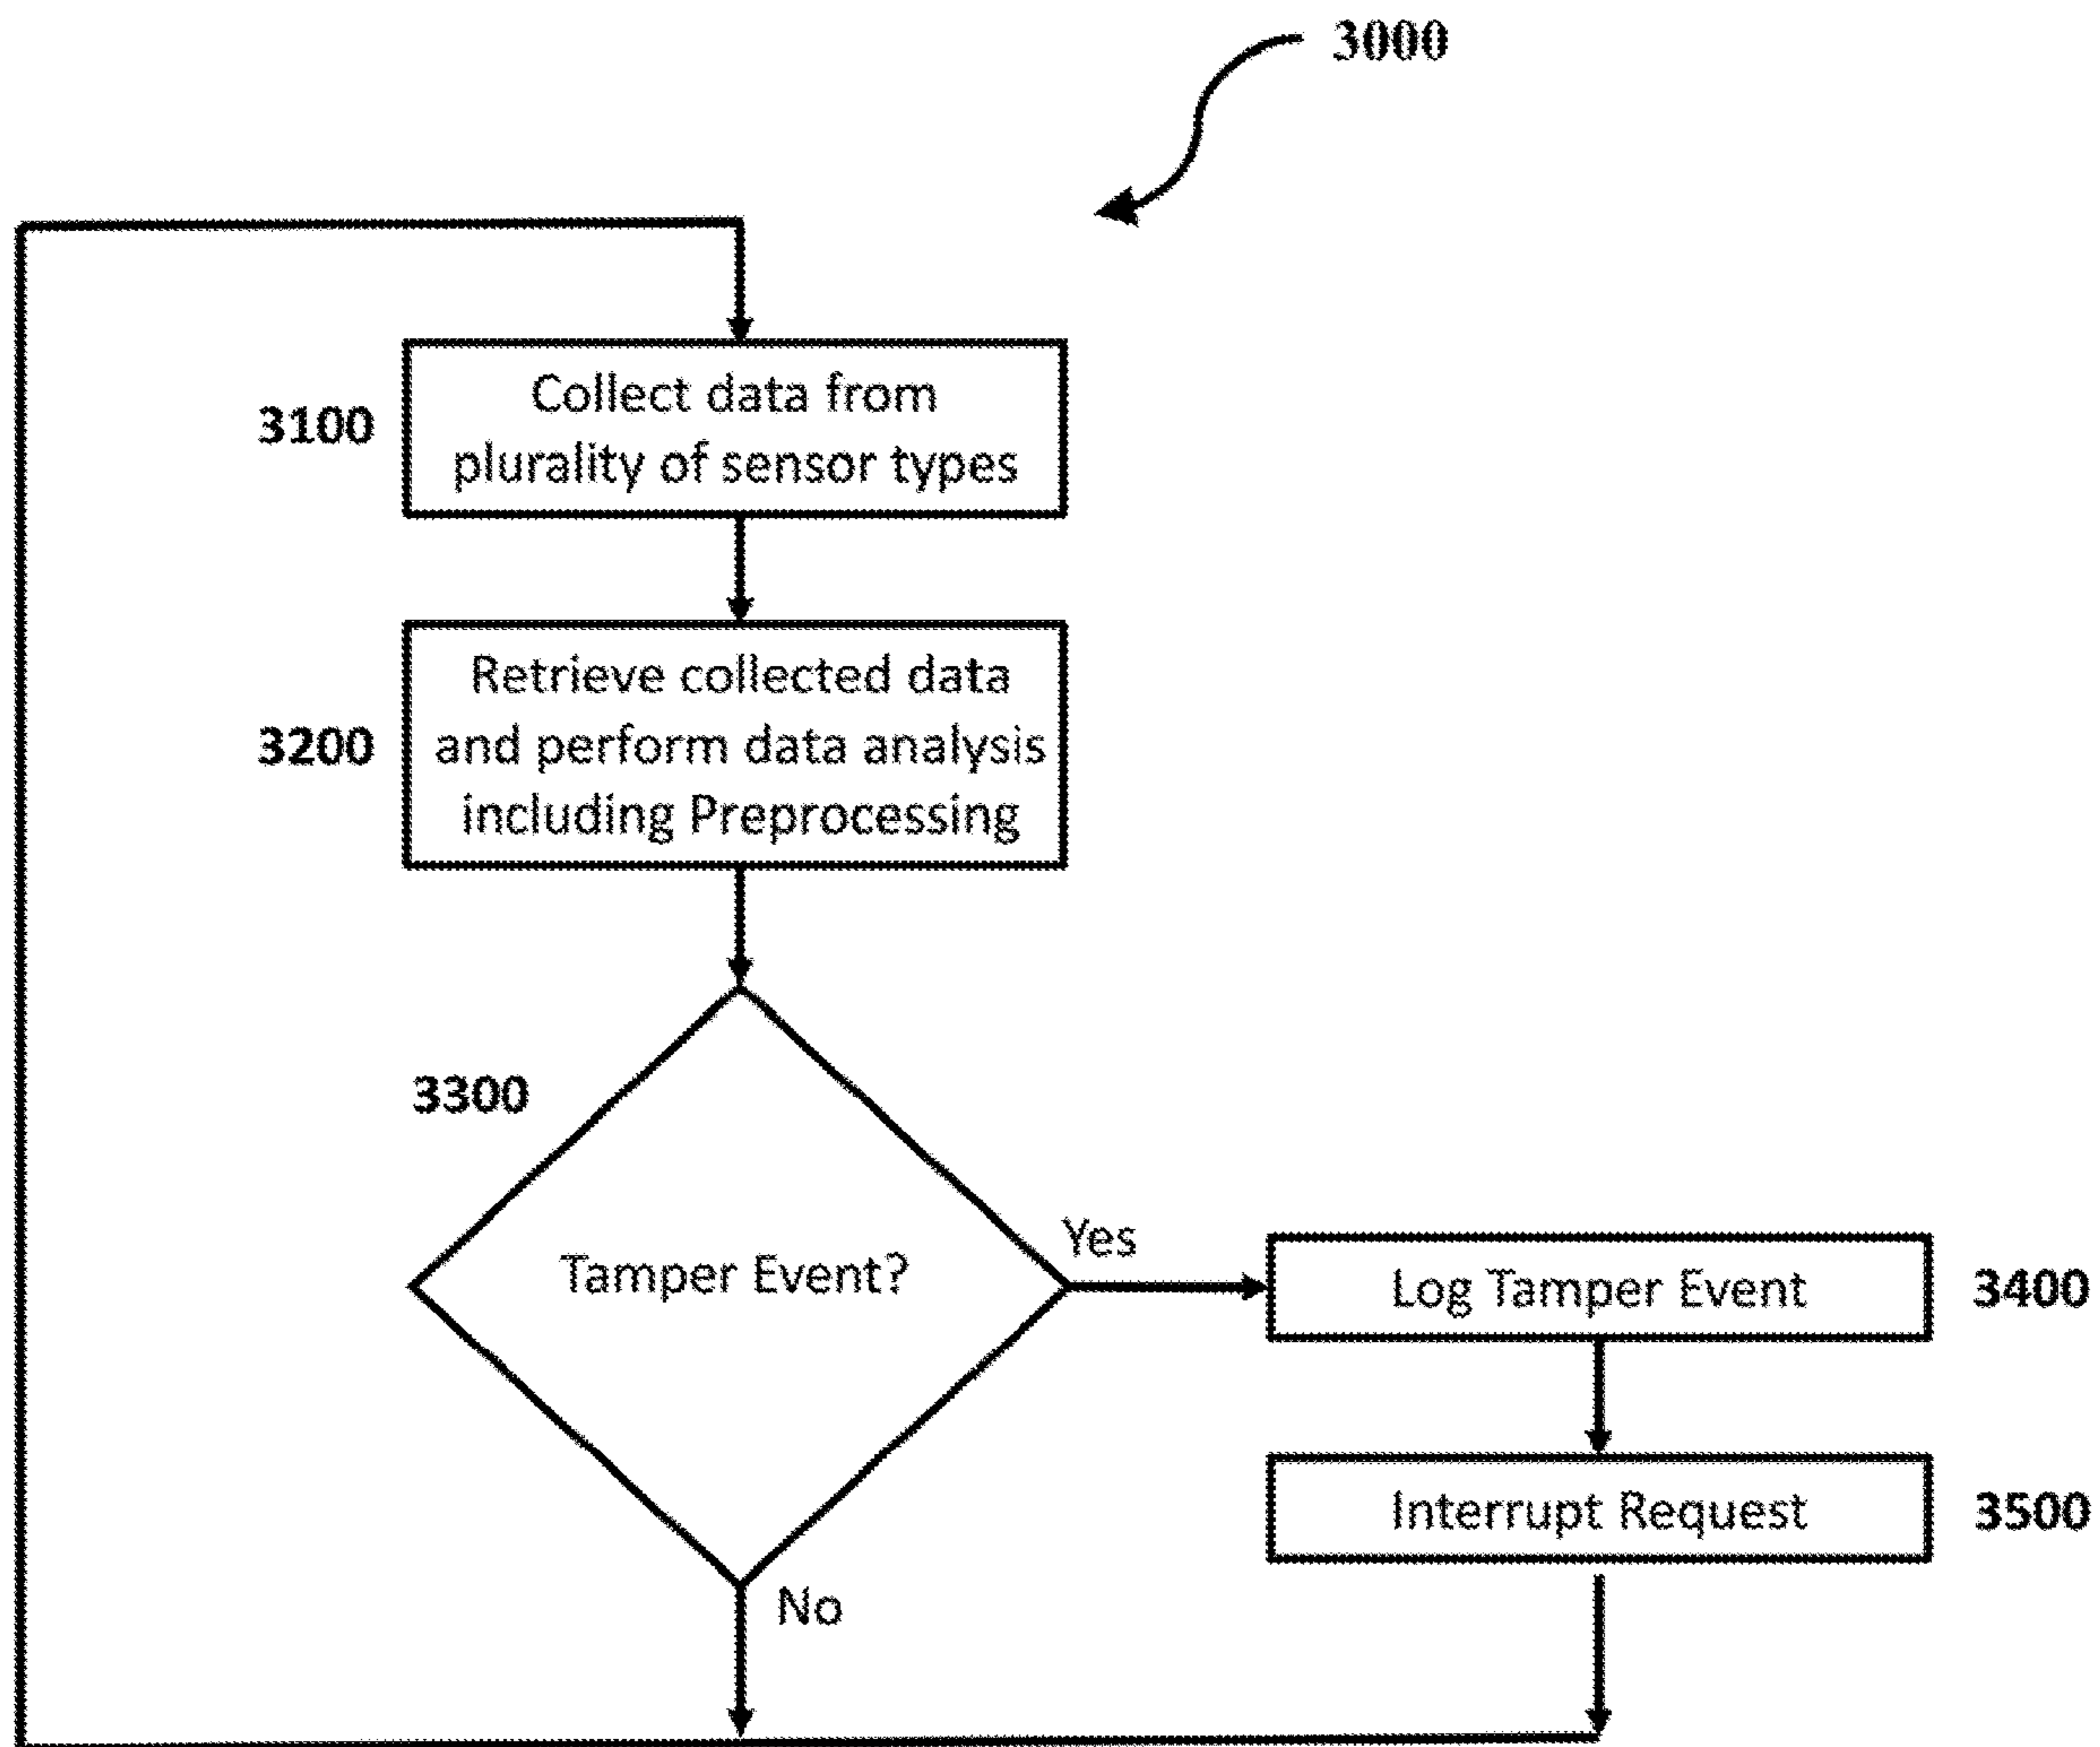 3000
3100
Collect data from
plurality of sensor types
3200
Retrieve collected data
and perform data analysis
including Preprocessing
3300
Tamper Event?
Yes
Log Tamper Event
3400
Interrupt Request
3500
No